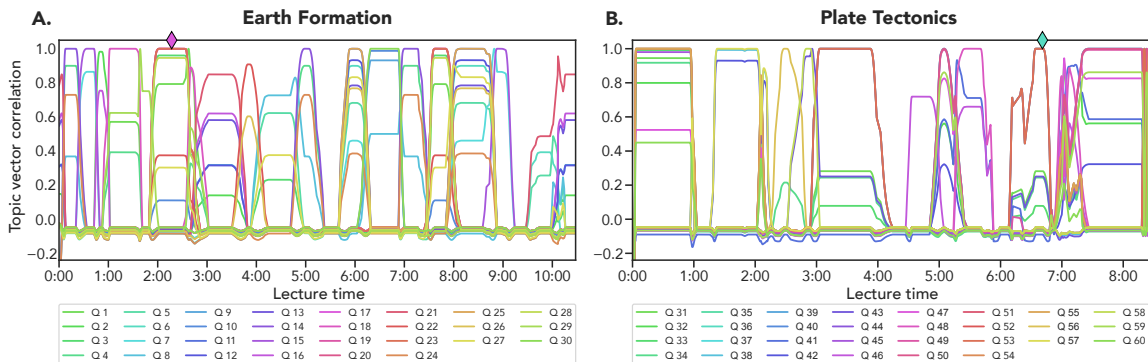 A. Earth Formation
Topic vector correlation
1.0
0.8
0.6
0.4
0.2
0.0
−0.2
0:00 1:00 2:00 3:00 4:00 5:00 6:00 7:00 8:00 9:00 10:00
Lecture time
Q 1 Q 5 Q 9 Q 13 Q 17 Q 21 Q 25 Q 28
Q 2 Q 6 Q 10 Q 14 Q 18 Q 22 Q 26 Q 29
Q 3 Q 7 Q 11 Q 15 Q 19 Q 23 Q 27 Q 30
Q 4 Q 8 Q 12 Q 16 Q 20 Q 24
B. Plate Tectonics
1.0
0.8
0.6
0.4
0.2
0.0
−0.2
0:00 1:00 2:00 3:00 4:00 5:00 6:00 7:00 8:00
Lecture time
Q 31 Q 35 Q 39 Q 43 Q 47 Q 51 Q 55 Q 58
Q 32 Q 36 Q 40 Q 44 Q 48 Q 52 Q 56 Q 59
Q 33 Q 37 Q 41 Q 45 Q 49 Q 53 Q 57 Q 60
Q 34 Q 38 Q 42 Q 46 Q 50 Q 54